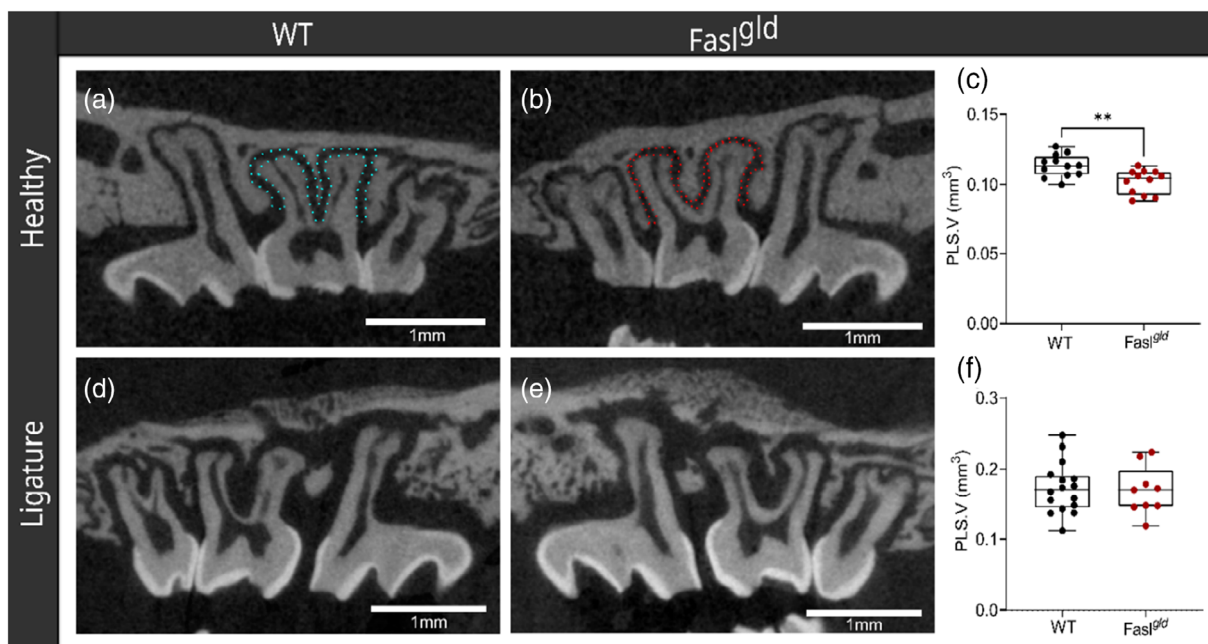 WT
Fasl^gld
Healthy
(a)
1mm
(b)
1mm
(c)
**
0.15
0.10
0.05
0.00
PLS.V (mm³)
WT
Fasl^gld
Ligature
(d)
1mm
(e)
1mm
(f)
0.3
0.2
0.1
0.0
PLS.V (mm³)
WT
Fasl^gld